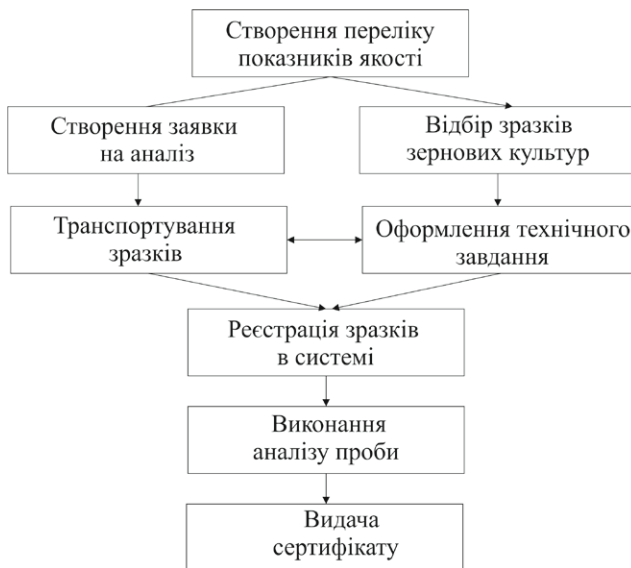 Створення переліку
показників якості
Створення заявки
на аналіз
Відбір зразків
зернових культур
Транспортування
зразків
Оформлення технічного
завдання
Реєстрація зразків
в системі
Виконання
аналізу проби
Видача
сертифікату